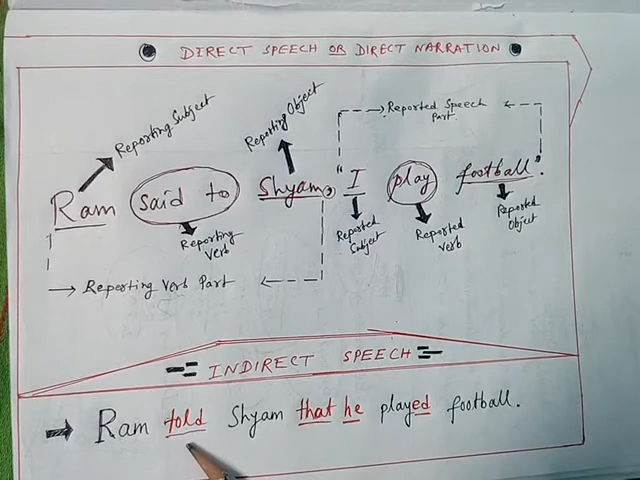 DIRECT SPEECH OR DIRECT NARRATION
Reporting Subject
Reporting Object
Reported Speech
Part.
Ram said to Shyam, "I play football".
Reporting
Verb
Reported
Subject
Reported
Verb
Reported
Object
Reporting Verb Part
INDIRECT SPEECH
Ram told Shyam that he played football.